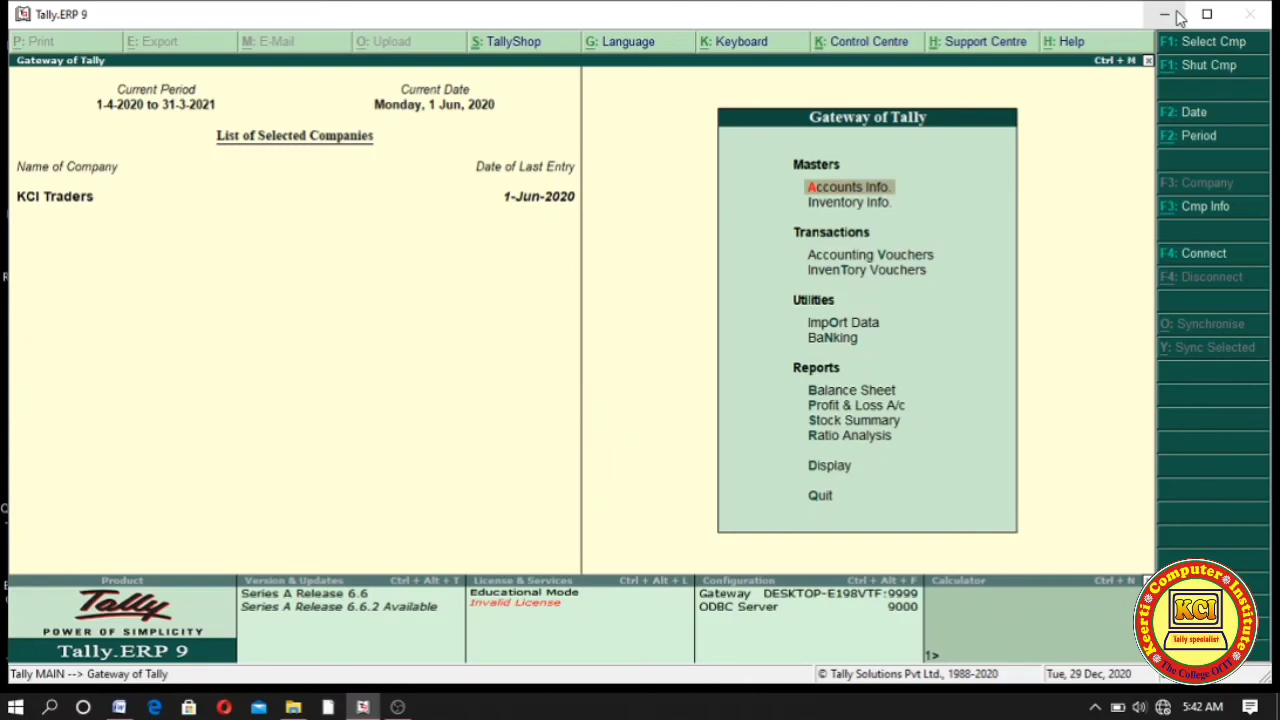 Tally.ERP 9
P: Print
E: Export
M: E-Mail
O: Upload
S: TallyShop
G: Language
K: Keyboard
K: Control Centre
H: Support Centre
H: Help
F1: Select Cmp
Gateway of Tally
Ctrl + M
F1: Shut Cmp
Current Period
1-4-2020 to 31-3-2021
Current Date
Monday, 1 Jun, 2020
List of Selected Companies
Name of Company
Date of Last Entry
KCI Traders
1-Jun-2020
Gateway of Tally
Masters
Accounts Info.
Inventory Info.
Transactions
Accounting Vouchers
InvenTory Vouchers
Utilities
ImpOrt Data
BaNking
Reports
Balance Sheet
Profit & Loss A/c
Stock Summary
Ratio Analysis
Display
Quit
F2: Date
F2: Period
F3: Company
F3: Cmp Info
F4: Connect
F4: Disconnect
O: Synchronise
Y: Sync Selected
Product
Tally
POWER OF SIMPLICITY
Tally.ERP 9
Version & Updates
Ctrl + Alt + T
Series A Release 6.6
Series A Release 6.6.2 Available
License & Services
Ctrl + Alt + L
Educational Mode
Invalid License
Configuration
Ctrl + Alt + F
Gateway DESKTOP-E198VTF:9999
ODBC Server 9000
Calculator
Ctrl + N
1>
Keerti Computer Institute
KCI
Tally specialist
The College Of IT
Tally MAIN --> Gateway of Tally
© Tally Solutions Pvt Ltd., 1988-2020
Tue, 29 Dec, 2020
5:42 AM